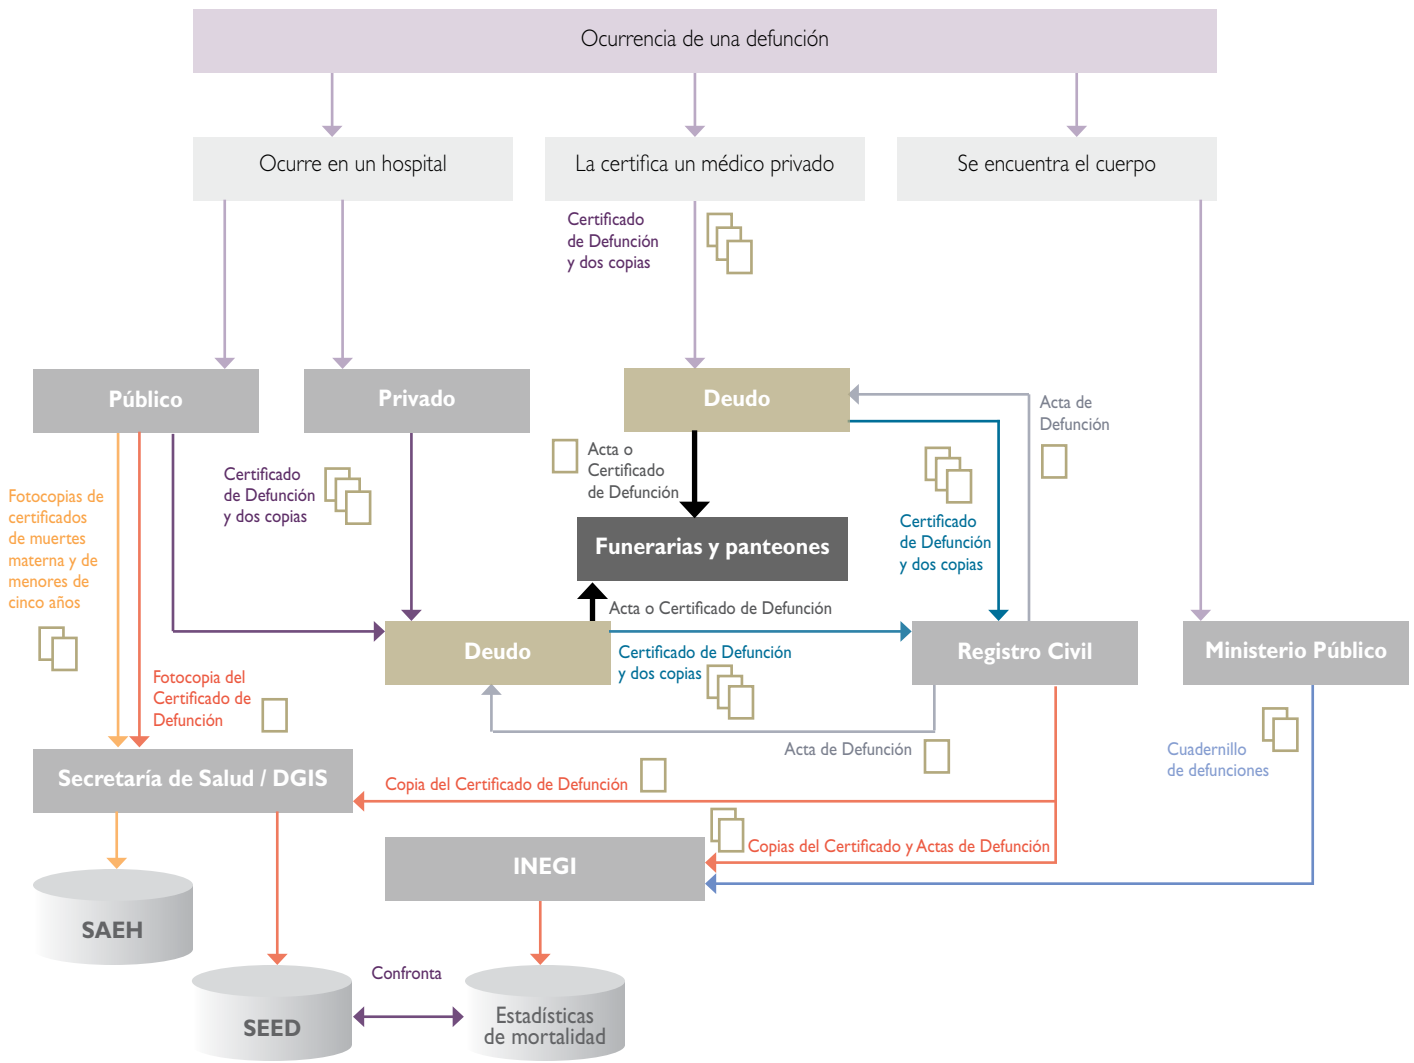 Ocurrencia de una defunción
Ocurre en un hospital
La certifica un médico privado
Se encuentra el cuerpo
Certificado
de Defunción
y dos copias
Público
Privado
Deudo
Acta de
Defunción
Acta o
Certificado
de Defunción
Certificado
de Defunción
y dos copias
Fotocopias de
certificados
de muertes
materna y de
menores de
cinco años
Certificado
de Defunción
y dos copias
Funerarias y panteones
Acta o Certificado de Defunción
Deudo
Certificado de Defunción
y dos copias
Registro Civil
Ministerio Público
Fotocopia del
Certificado de
Defunción
Acta de Defunción
Cuadernillo
de defunciones
Secretaría de Salud / DGIS
Copia del Certificado de Defunción
Copias del Certificado y Actas de Defunción
INEGI
SAEH
Confronta
SEED
Estadísticas
de mortalidad